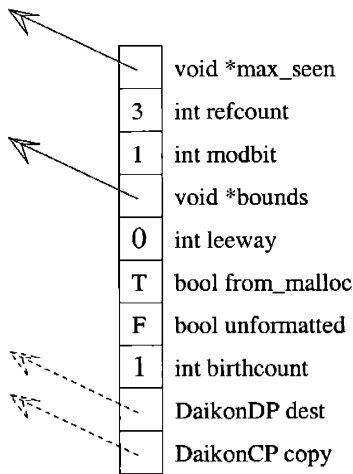 void *max_seen
3 int refcount
1 int modbit
void *bounds
0 int leeway
T bool from_malloc
F bool unformatted
1 int birthcount
DaikonDP dest
DaikonCP copy